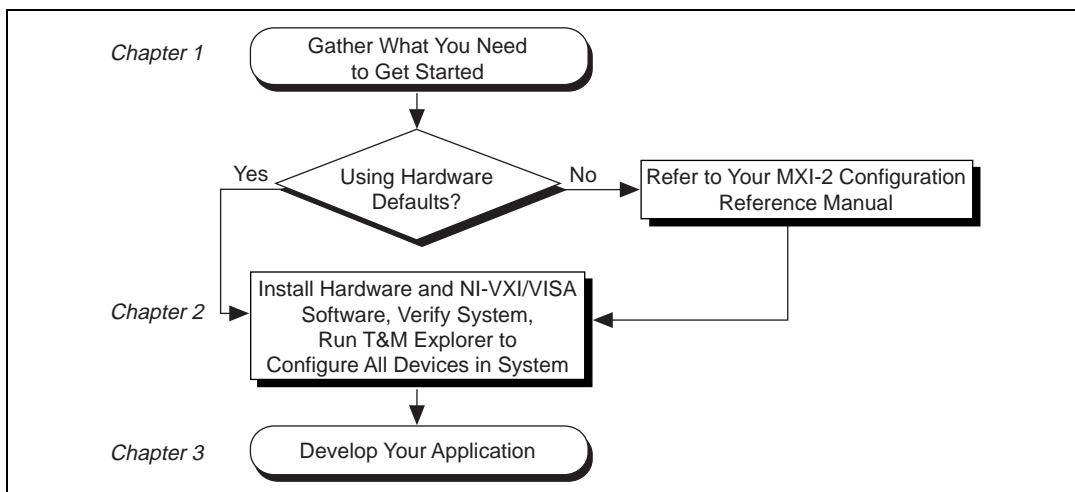 Chapter 1
Gather What You Need
to Get Started
Yes
Using Hardware
Defaults?
No
Refer to Your MXI-2 Configuration
Reference Manual
Chapter 2
Install Hardware and NI-VXI/VISA
Software, Verify System,
Run T&M Explorer to
Configure All Devices in System
Chapter 3
Develop Your Application